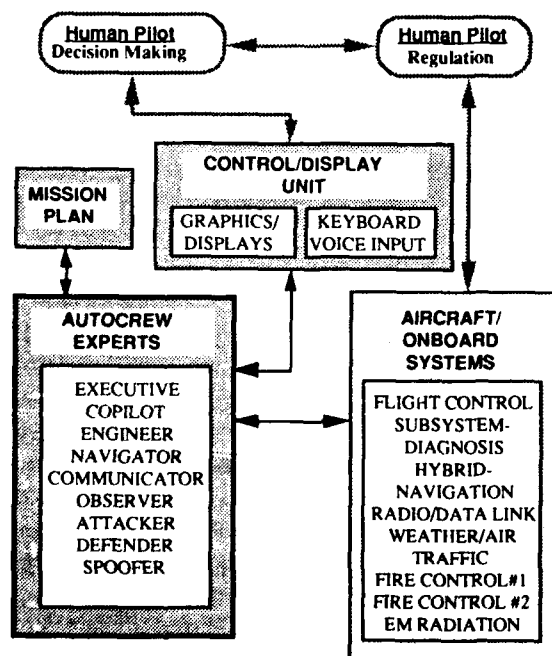 Human Pilot
Decision Making
Human Pilot
Regulation
CONTROL/DISPLAY
UNIT
GRAPHICS/
DISPLAYS
KEYBOARD
VOICE INPUT
MISSION
PLAN
AUTOCREW
EXPERTS
EXECUTIVE
COPILOT
ENGINEER
NAVIGATOR
COMMUNICATOR
OBSERVER
ATTACKER
DEFENDER
SPOOFER
AIRCRAFT/
ONBOARD
SYSTEMS
FLIGHT CONTROL
SUBSYSTEM-
DIAGNOSIS
HYBRID-
NAVIGATION
RADIO/DATA LINK
WEATHER/AIR
TRAFFIC
FIRE CONTROL#1
FIRE CONTROL #2
EM RADIATION